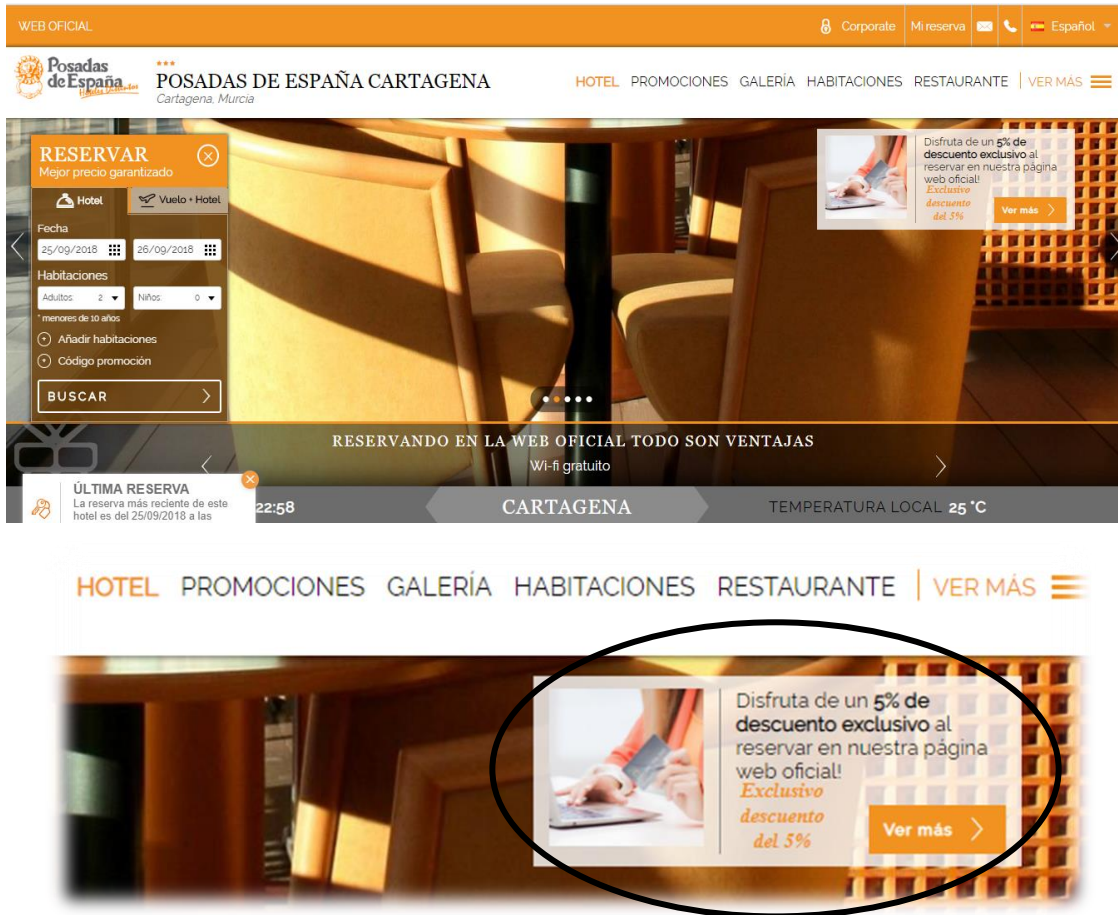 WEB OFICIAL
Corporate
Mi reserva
Español
Posadas
de España
Hoteles Distintos
POSADAS DE ESPAÑA CARTAGENA
Cartagena, Murcia
HOTEL PROMOCIONES GALERÍA HABITACIONES RESTAURANTE VER MÁS
RESERVAR
Mejor precio garantizado
Hotel
Vuelo + Hotel
Fecha
25/09/2018
26/09/2018
Habitaciones
Adultos: 2
Niños: 0
* menores de 10 años
Añadir habitaciones
Código promoción
BUSCAR
Disfruta de un 5% de
descuento exclusivo al
reservar en nuestra página
web oficial!
Exclusivo
descuento
del 5%
Ver más
RESERVANDO EN LA WEB OFICIAL TODO SON VENTAJAS
Wi-fi gratuito
ÚLTIMA RESERVA
La reserva más reciente de este
hotel es del 25/09/2018 a las
22:58
CARTAGENA
TEMPERATURA LOCAL 25 °C
HOTEL PROMOCIONES GALERÍA HABITACIONES RESTAURANTE VER MÁS
Disfruta de un 5% de
descuento exclusivo al
reservar en nuestra página
web oficial!
Exclusivo
descuento
del 5%
Ver más